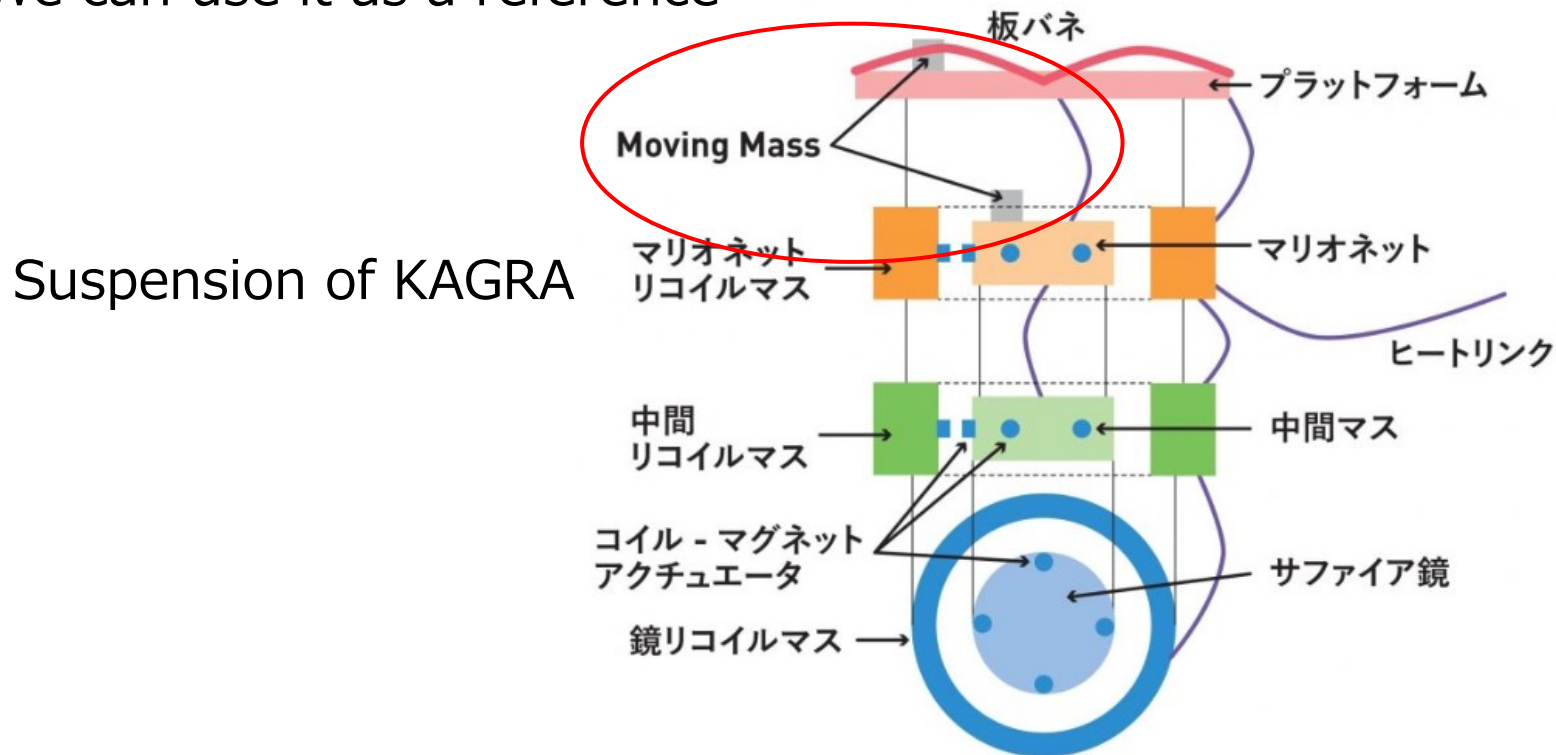 we can use it as a reference
板バネ
プラットフォーム
Moving Mass
マリオネット
リコイルマス
マリオネット
Suspension of KAGRA
ヒートリンク
中間
リコイルマス
中間マス
コイル - マグネット
アクチュエータ
サファイア鏡
鏡リコイルマス